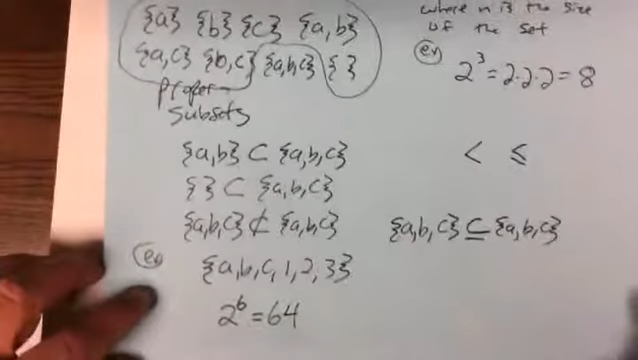 {a} {b} {c} {a,b}
{a,c} {b,c} {a,b,c} { }
proper
subsets
where n is the size
of the set
ex
2³ = 2·2·2 = 8
{a,b} ⊂ {a,b,c}
< ≤
{ } ⊂ {a,b,c}
{a,b,c} ⊄ {a,b,c}
{a,b,c} ⊆ {a,b,c}
ex
{a,b,c,1,2,3}
2⁶ = 64